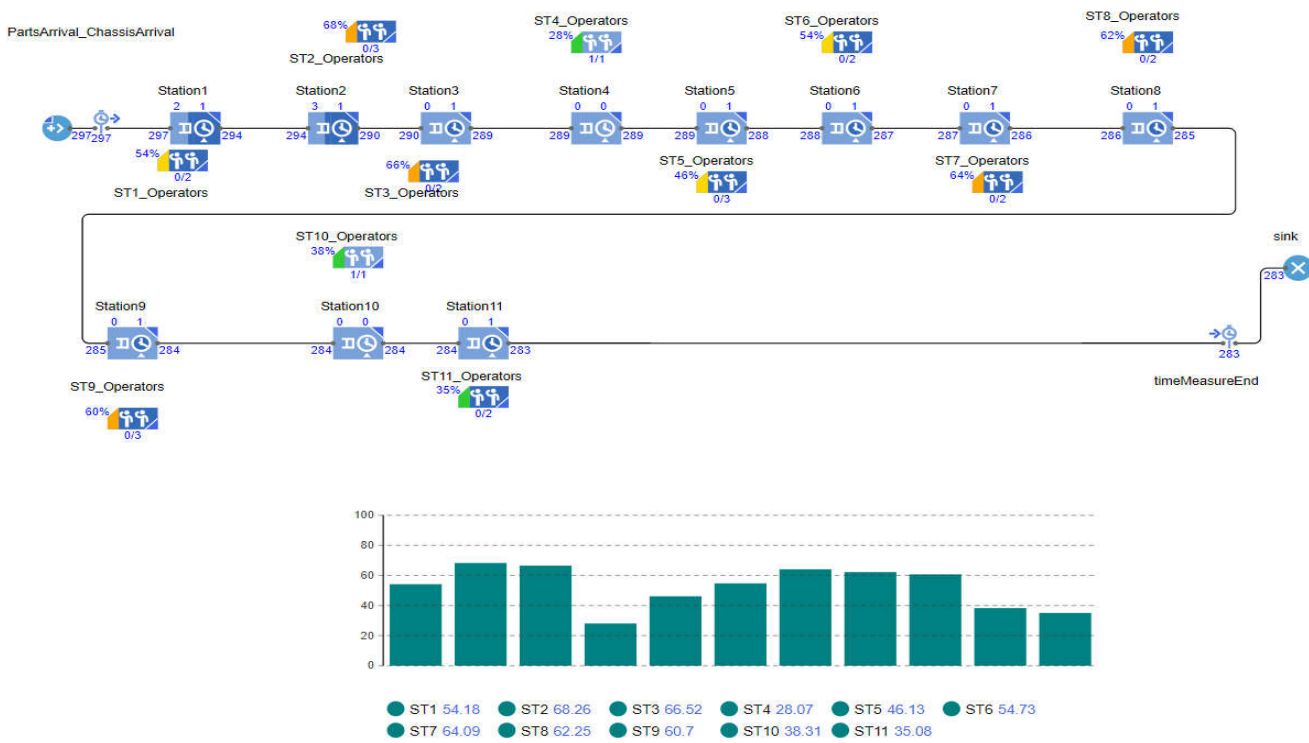 PartsArrival_ChassisArrival
68%
0/3
ST2_Operators
ST4_Operators
28%
1/1
ST6_Operators
54%
0/2
ST8_Operators
62%
0/2
Station1
2 1
297 297 297 294
54%
0/2
ST1_Operators
Station2
3 1
294 290
Station3
0 1
290 289
66%
0/2
ST3_Operators
Station4
0 0
289 289
Station5
0 1
289 288
ST5_Operators
46%
0/3
Station6
0 1
288 287
Station7
0 1
287 286
ST7_Operators
64%
0/2
Station8
0 1
286 285
ST10_Operators
38%
1/1
sink
283
Station9
0 1
285 284
ST9_Operators
60%
0/3
Station10
0 0
284 284
Station11
0 1
284 283
ST11_Operators
35%
0/2
283
timeMeasureEnd
100
80
60
40
20
0
ST1 54.18 ST2 68.26 ST3 66.52 ST4 28.07 ST5 46.13 ST6 54.73
ST7 64.09 ST8 62.25 ST9 60.7 ST10 38.31 ST11 35.08